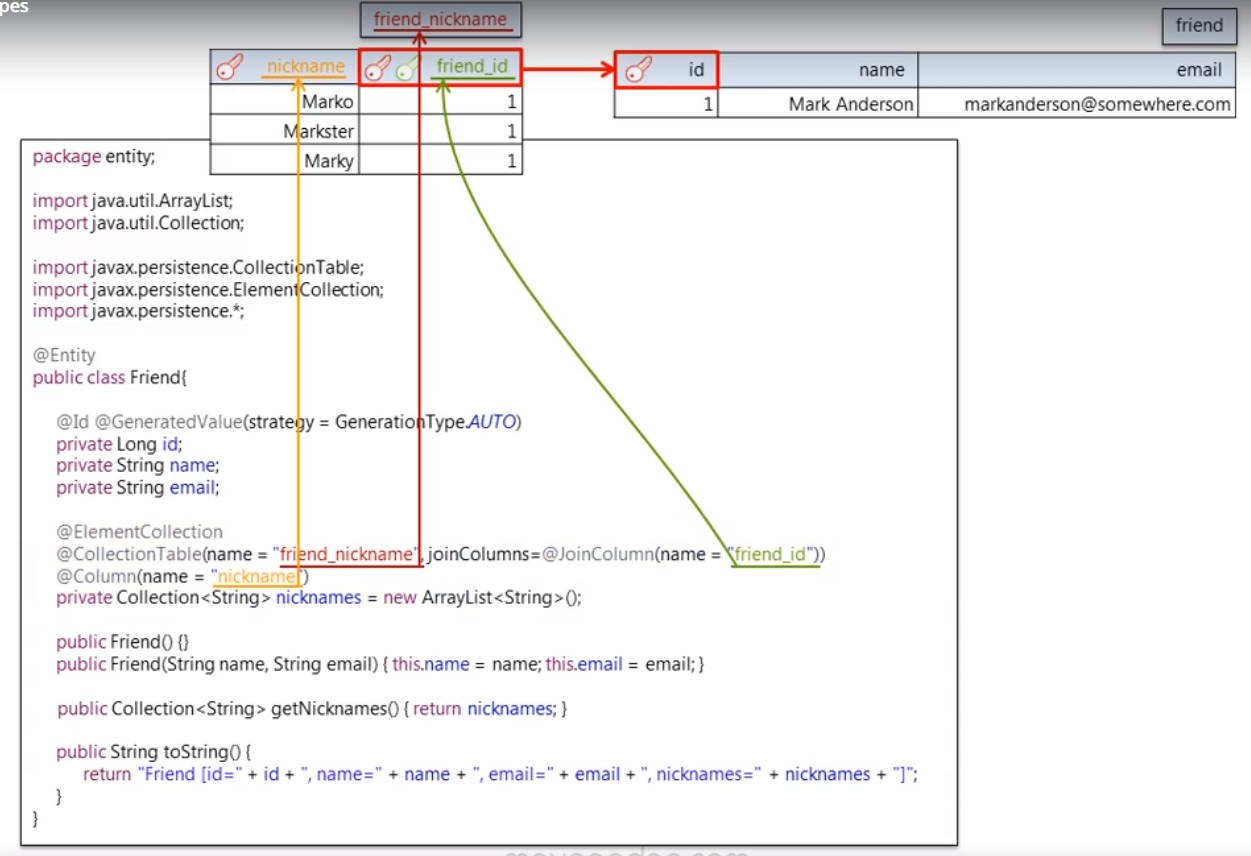 pes
friend_nickname
friend
nickname friend_id
id name email
Marko 1
1 Mark Anderson markanderson@somewhere.com
Markster 1
Marky 1
package entity;
import java.util.ArrayList;
import java.util.Collection;
import javax.persistence.CollectionTable;
import javax.persistence.ElementCollection;
import javax.persistence.*;
@Entity
public class Friend{
@Id @GeneratedValue(strategy = GenerationType.AUTO)
private Long id;
private String name;
private String email;
@ElementCollection
@CollectionTable(name = "friend_nickname", joinColumns=@JoinColumn(name = "friend_id"))
@Column(name = "nickname")
private Collection<String> nicknames = new ArrayList<String>();
public Friend() {}
public Friend(String name, String email) { this.name = name; this.email = email; }
public Collection<String> getNicknames() { return nicknames; }
public String toString() {
return "Friend [id=" + id + ", name=" + name + ", email=" + email + ", nicknames=" + nicknames + "]";
}
}